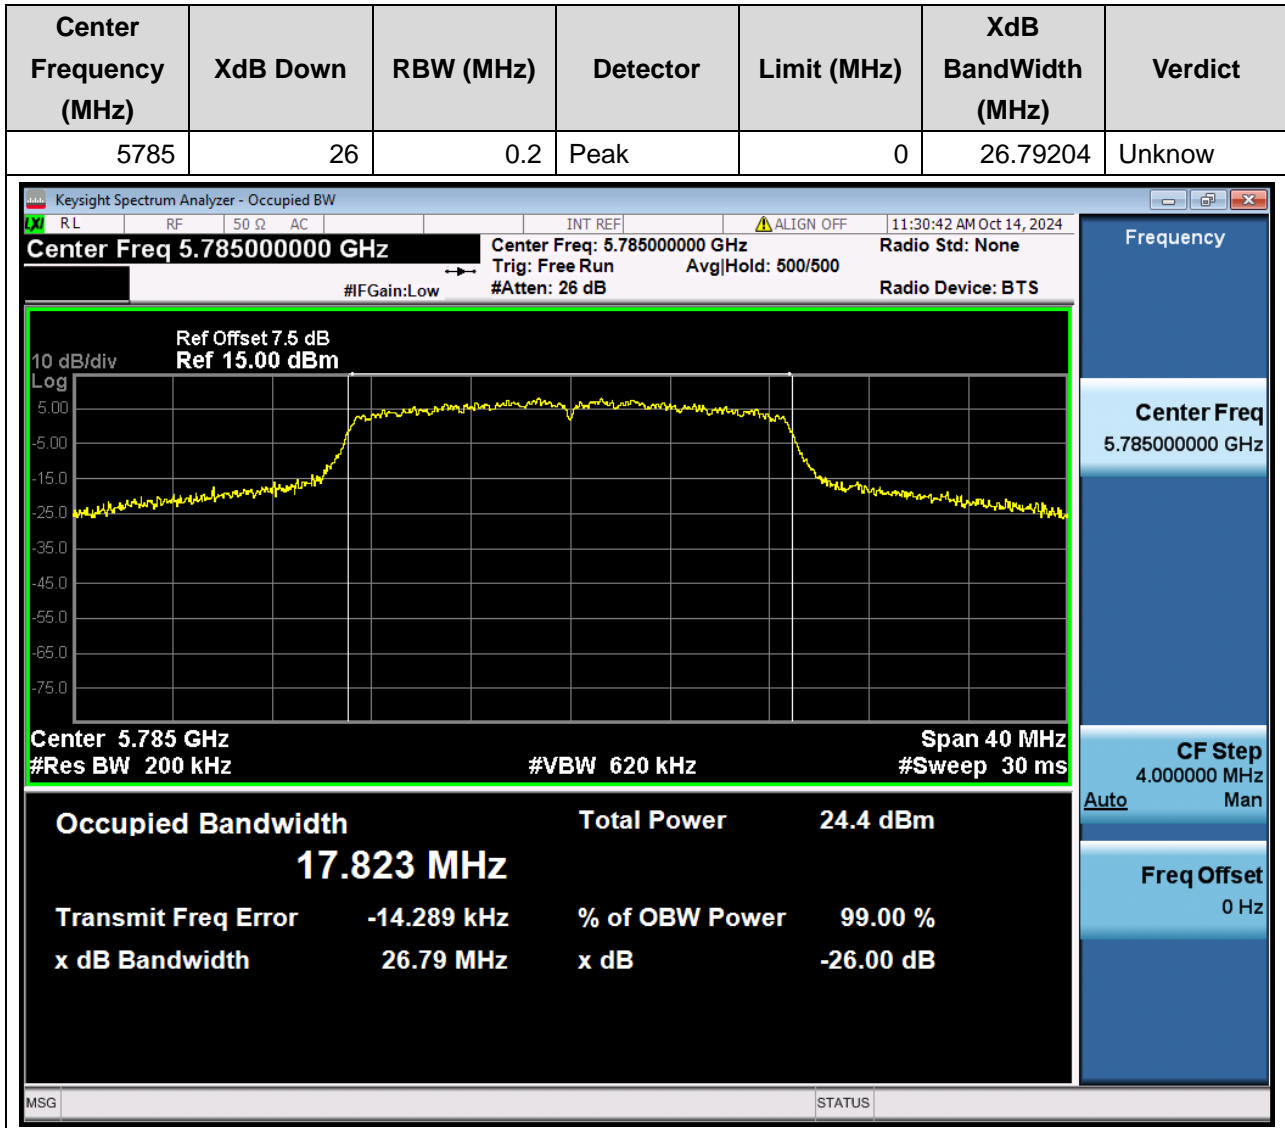 Center Frequency (MHz) XdB Down RBW (MHz) Detector Limit (MHz) XdB BandWidth (MHz) Verdict
5785 26 0.2 Peak 0 26.79204 Unknow
Keysight Spectrum Analyzer - Occupied BW
LXI RL RF 50 Ω AC INT REF ALIGN OFF 11:30:42 AM Oct 14, 2024
Center Freq 5.785000000 GHz
Center Freq: 5.785000000 GHz
Radio Std: None
Trig: Free Run Avg|Hold: 500/500
#IFGain:Low #Atten: 26 dB Radio Device: BTS
Ref Offset 7.5 dB
10 dB/div Ref 15.00 dBm
Log
5.00
-5.00
-15.0
-25.0
-35.0
-45.0
-55.0
-65.0
-75.0
Center 5.785 GHz Span 40 MHz
#Res BW 200 kHz #VBW 620 kHz #Sweep 30 ms
Occupied Bandwidth Total Power 24.4 dBm
17.823 MHz
Transmit Freq Error -14.289 kHz % of OBW Power 99.00 %
x dB Bandwidth 26.79 MHz x dB -26.00 dB
Frequency
Center Freq
5.785000000 GHz
CF Step
4.000000 MHz
Auto Man
Freq Offset
0 Hz
MSG STATUS